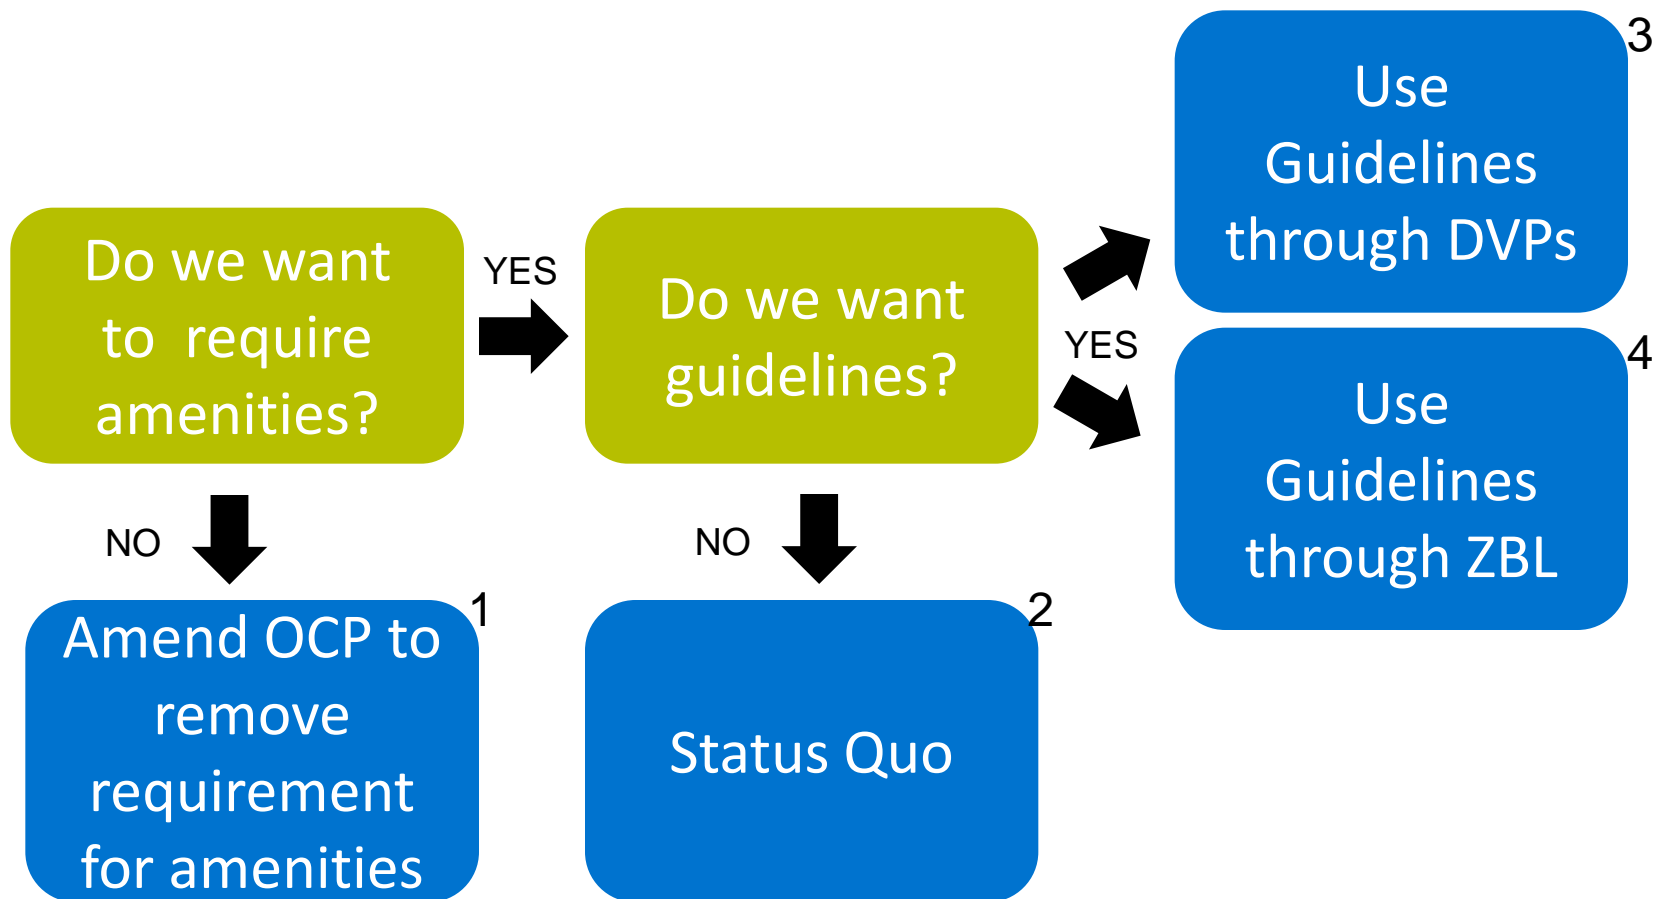 Do we want
to require
amenities?
YES
Do we want
guidelines?
YES
3
Use
Guidelines
through DVPs
4
Use
Guidelines
through ZBL
NO
1
Amend OCP to
remove
requirement
for amenities
NO
2
Status Quo